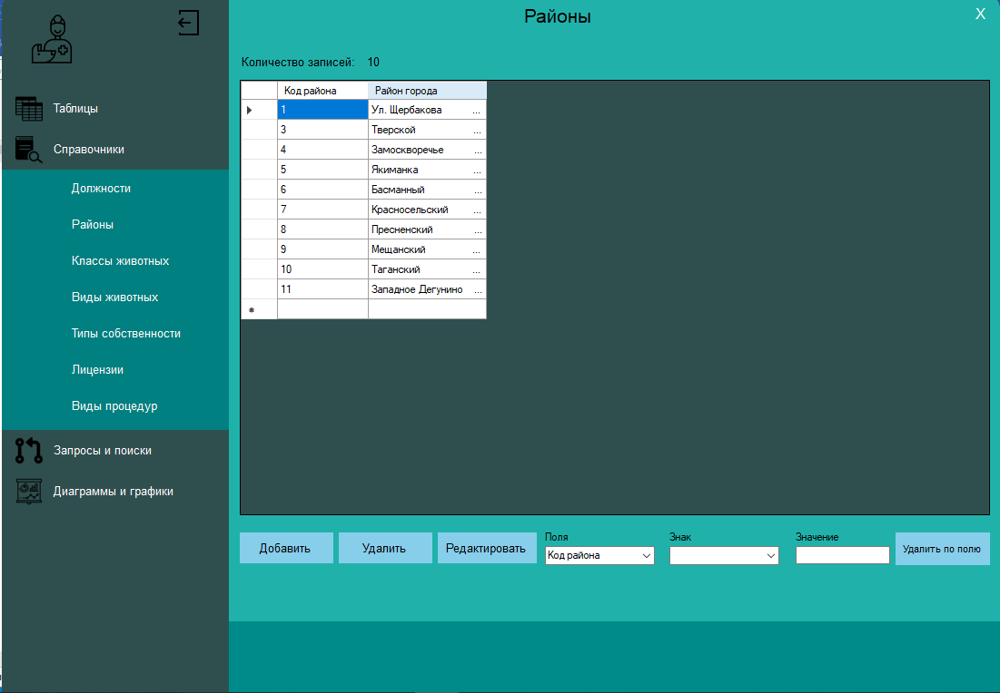 Районы
X
Количество записей: 10
Таблицы
Справочники
Должности
Районы
Классы животных
Виды животных
Типы собственности
Лицензии
Виды процедур
Запросы и поиски
Диаграммы и графики
Код района Район города
1 Ул. Щербакова ...
3 Тверской ...
4 Замоскворечье ...
5 Якиманка ...
6 Басманный ...
7 Красносельский ...
8 Пресненский ...
9 Мещанский ...
10 Таганский ...
11 Западное Дегунино ...
Добавить
Удалить
Редактировать
Поля
Код района
Знак
Значение
Удалить по полю